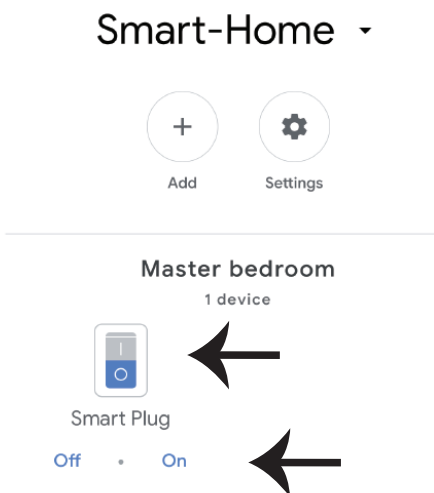 Smart-Home
Add Settings
Master bedroom
1 device
Smart Plug
Off • On